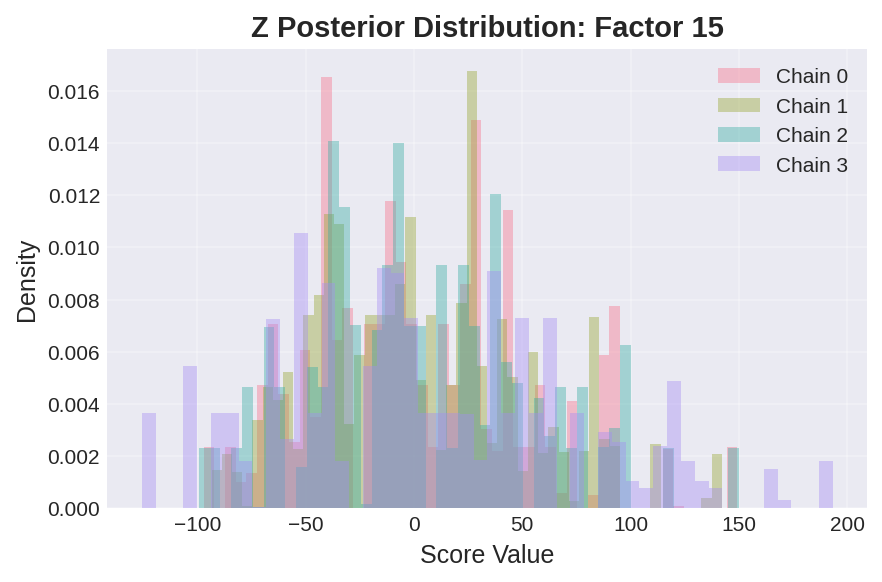 Z Posterior Distribution: Factor 15
Chain 0
Chain 1
Chain 2
Chain 3
Density
0.016
0.014
0.012
0.010
0.008
0.006
0.004
0.002
0.000
−100 −50 0 50 100 150 200
Score Value